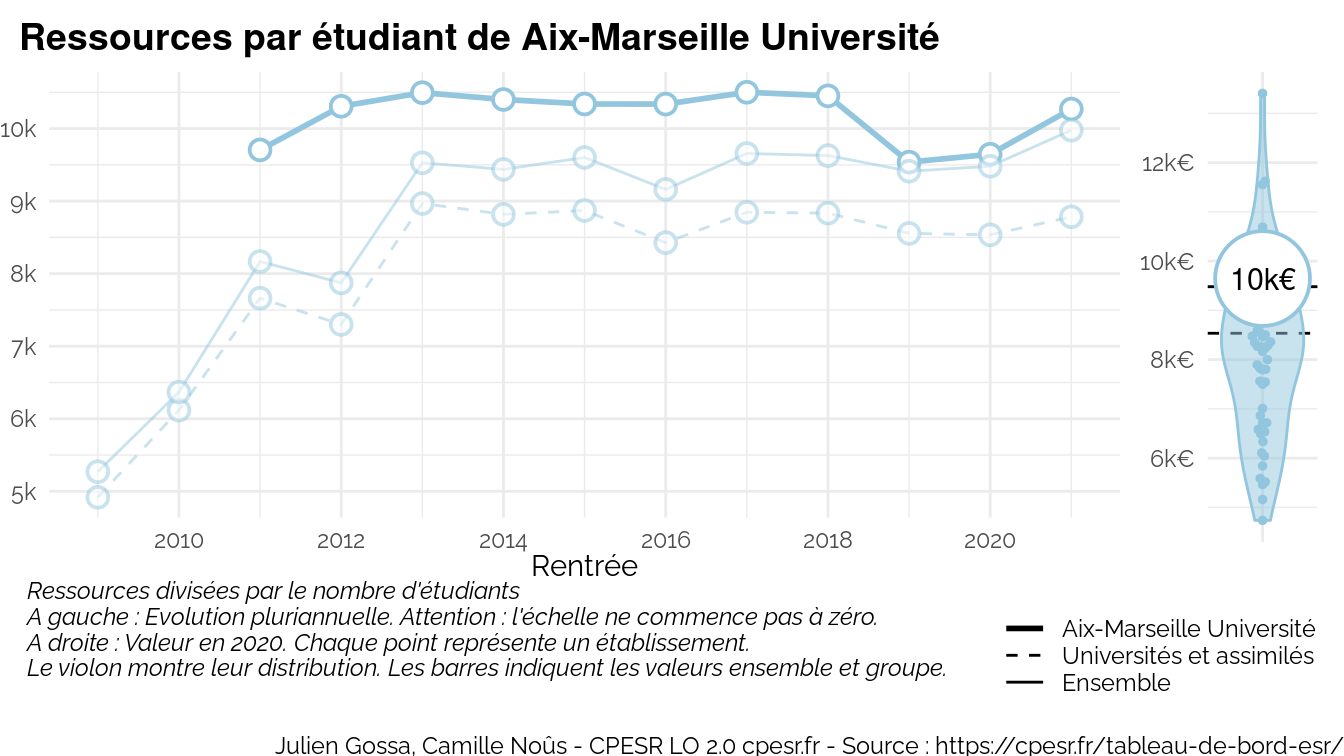 Ressources par étudiant de Aix-Marseille Université
10k
9k
8k
7k
6k
5k
2010 2012 2014 2016 2018 2020
Rentrée
12k€
10k€
8k€
6k€
10k€
Ressources divisées par le nombre d'étudiants
A gauche : Evolution pluriannuelle. Attention : l'échelle ne commence pas à zéro.
A droite : Valeur en 2020. Chaque point représente un établissement.
Le violon montre leur distribution. Les barres indiquent les valeurs ensemble et groupe.
Aix-Marseille Université
Universités et assimilés
Ensemble
Julien Gossa, Camille Noûs - CPESR LO 2.0 cpesr.fr - Source : https://cpesr.fr/tableau-de-bord-esr/